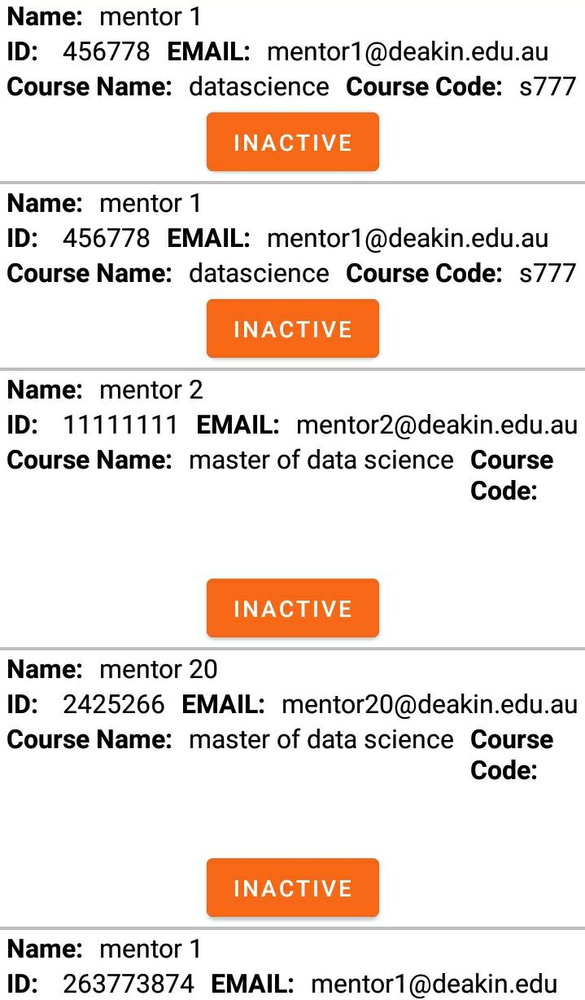 Name: mentor 1
ID: 456778 EMAIL: mentor1@deakin.edu.au
Course Name: datascience Course Code: s777
INACTIVE
Name: mentor 1
ID: 456778 EMAIL: mentor1@deakin.edu.au
Course Name: datascience Course Code: s777
INACTIVE
Name: mentor 2
ID: 11111111 EMAIL: mentor2@deakin.edu.au
Course Name: master of data science Course
Code:
INACTIVE
Name: mentor 20
ID: 2425266 EMAIL: mentor20@deakin.edu.au
Course Name: master of data science Course
Code:
INACTIVE
Name: mentor 1
ID: 263773874 EMAIL: mentor1@deakin.edu